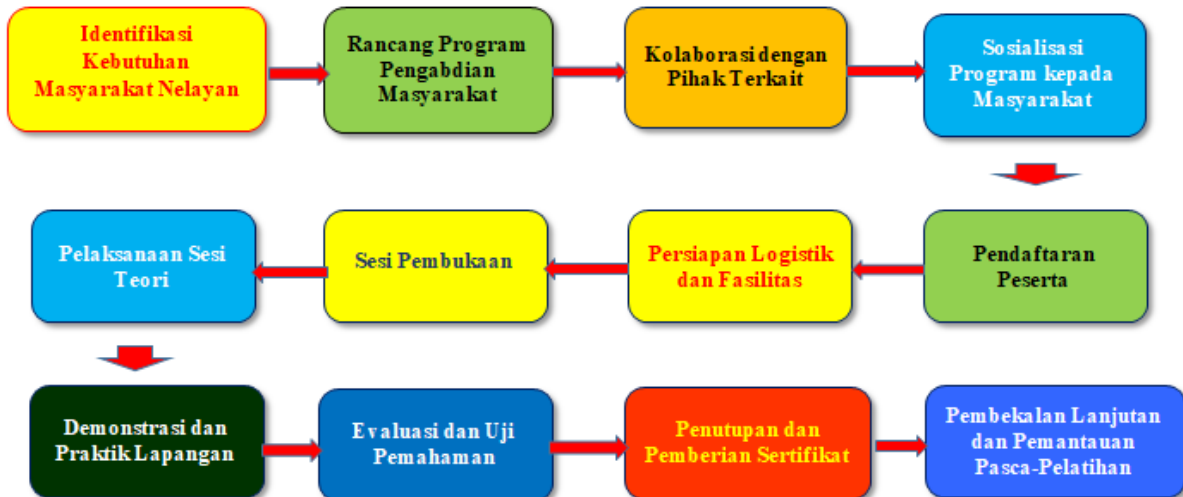 Identifikasi
Kebutuhan
Masyarakat Nelayan
Rancang Program
Pengabdian
Masyarakat
Kolaborasi dengan
Pihak Terkait
Sosialisasi
Program kepada
Masyarakat
Pendaftaran
Peserta
Persiapan Logistik
dan Fasilitas
Sesi Pembukaan
Pelaksanaan Sesi
Teori
Demonstrasi dan
Praktik Lapangan
Evaluasi dan Uji
Pemahaman
Penutupan dan
Pemberian Sertifikat
Pembekalan Lanjutan
dan Pemantauan
Pasca-Pelatihan